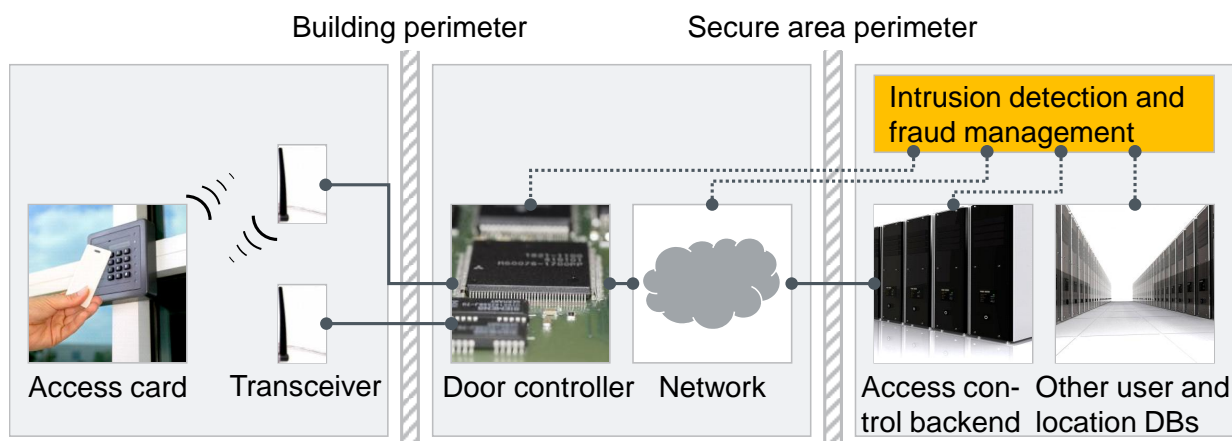 Building perimeter
Secure area perimeter
Intrusion detection and
fraud management
Access card
Transceiver
Door controller
Network
Access con-
trol backend
Other user and
location DBs